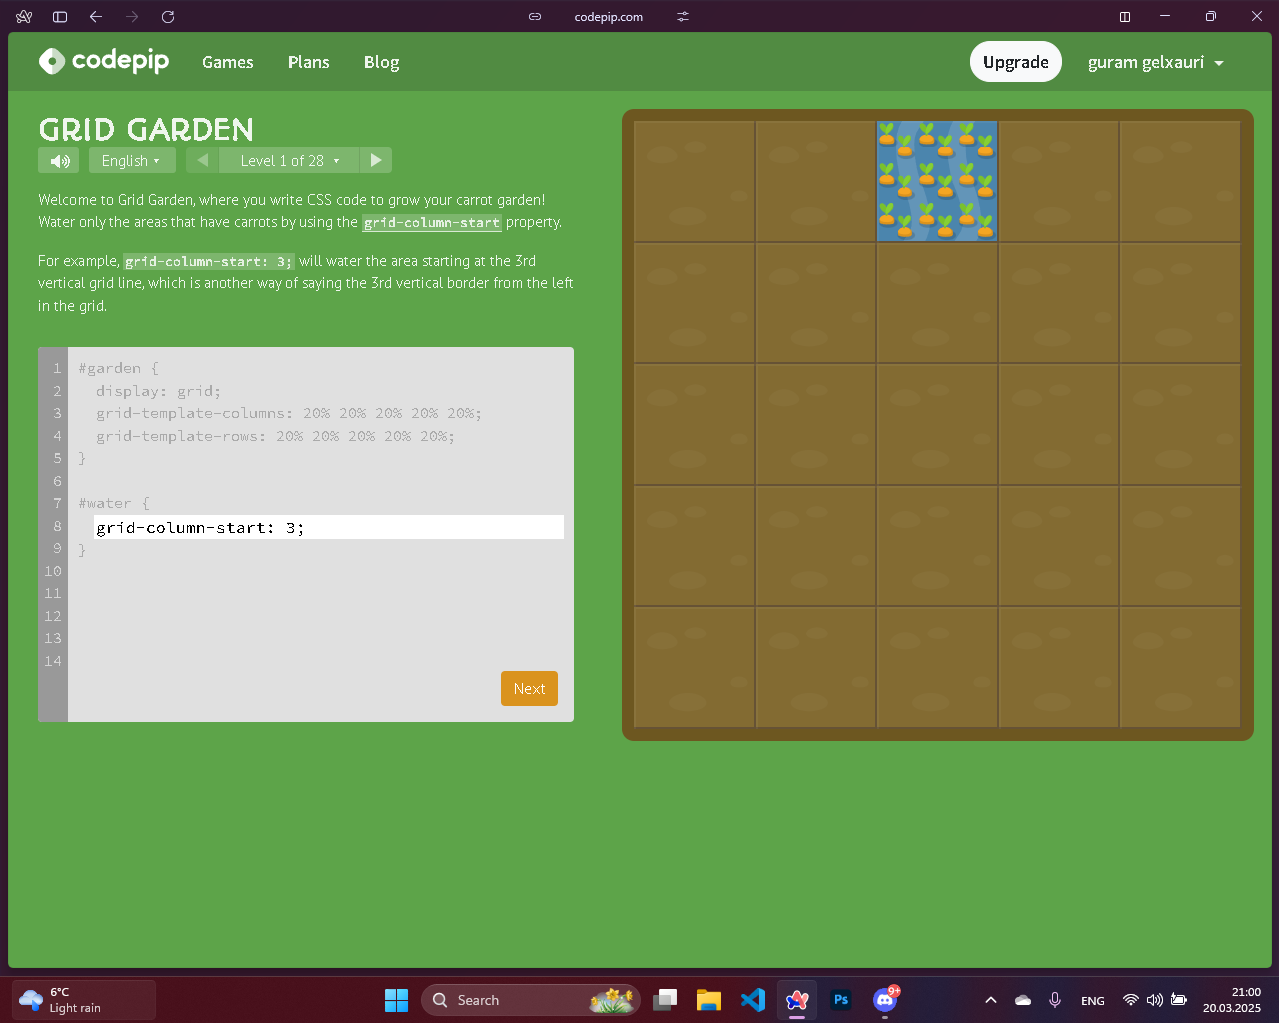 codepip.com
codepip
Games
Plans
Blog
Upgrade
guram gelxauri
GRID GARDEN
English
Level 1 of 28
Welcome to Grid Garden, where you write CSS code to grow your carrot garden!
Water only the areas that have carrots by using the grid-column-start property.
For example, grid-column-start: 3; will water the area starting at the 3rd
vertical grid line, which is another way of saying the 3rd vertical border from the left
in the grid.
1 #garden {
2 display: grid;
3 grid-template-columns: 20% 20% 20% 20% 20%;
4 grid-template-rows: 20% 20% 20% 20% 20%;
5 }
6
7 #water {
8 grid-column-start: 3;
9 }
10
11
12
13
14
Next
6°C
Light rain
Search
Ps
9+
ENG
21:00
20.03.2025